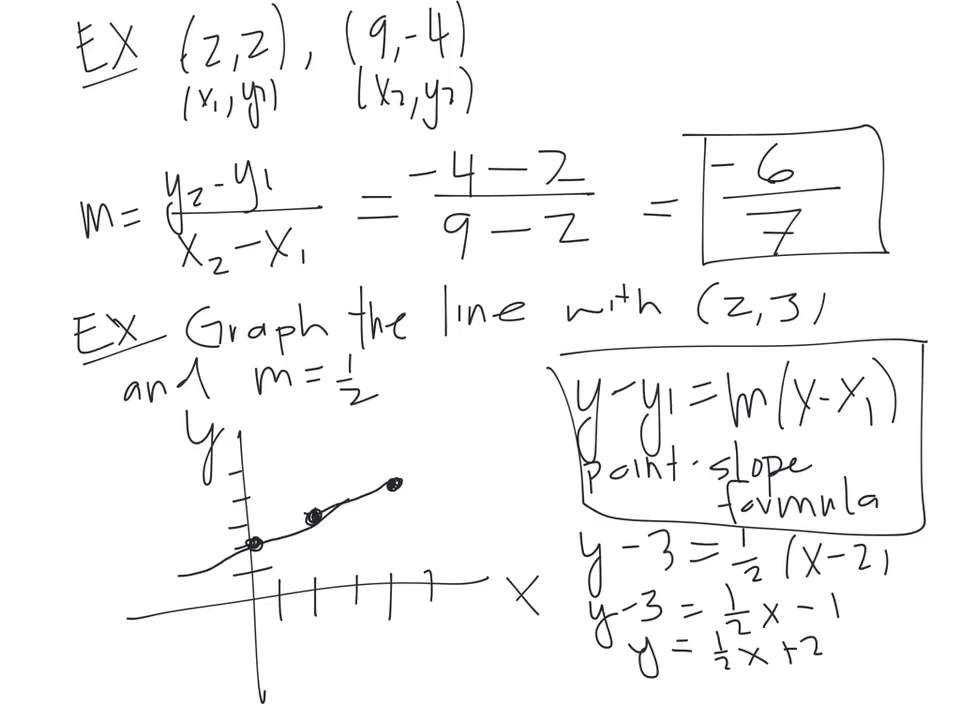 EX (2,2), (9,-4)
(x₁,y₁) (x₂,y₂)
m = (y₂-y₁)/(x₂-x₁) = (-4-2)/(9-2) = -6/7
EX Graph the line with (2,3)
and m = 1/2
y-y₁ = m(x-x₁)
point-slope
formula
y
x
y-3 = 1/2 (x-2)
y-3 = 1/2 x - 1
y = 1/2 x + 2